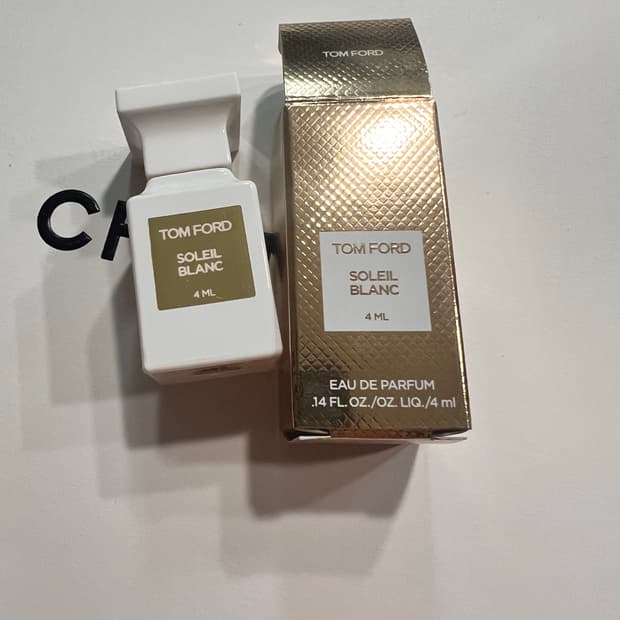 TOM FORD
SOLEIL
BLANC
4 ML
TOM FORD
TOM FORD
SOLEIL
BLANC
4 ML
EAU DE PARFUM
.14 FL. OZ./OZ. LIQ./4 ml